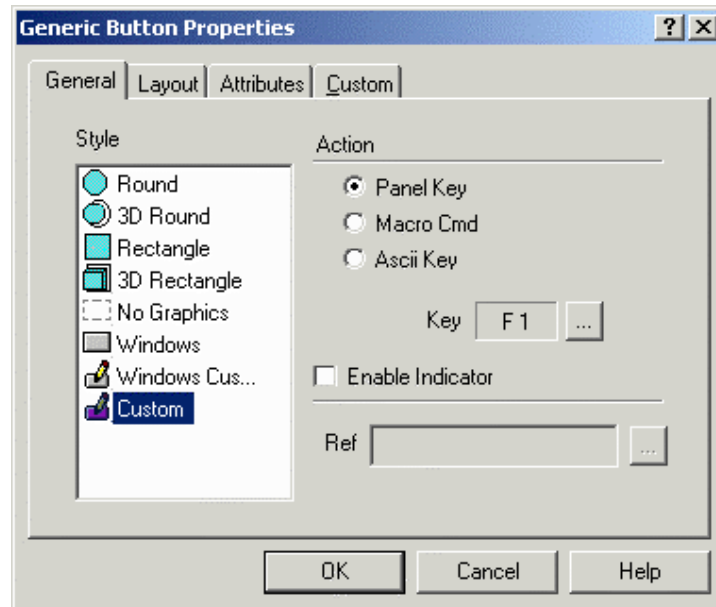 Generic Button Properties
? X
General Layout Attributes Custom
Style
Round
3D Round
Rectangle
3D Rectangle
No Graphics
Windows
Windows Cus...
Custom
Action
Panel Key
Macro Cmd
Ascii Key
Key F 1 ...
Enable Indicator
Ref ...
OK Cancel Help